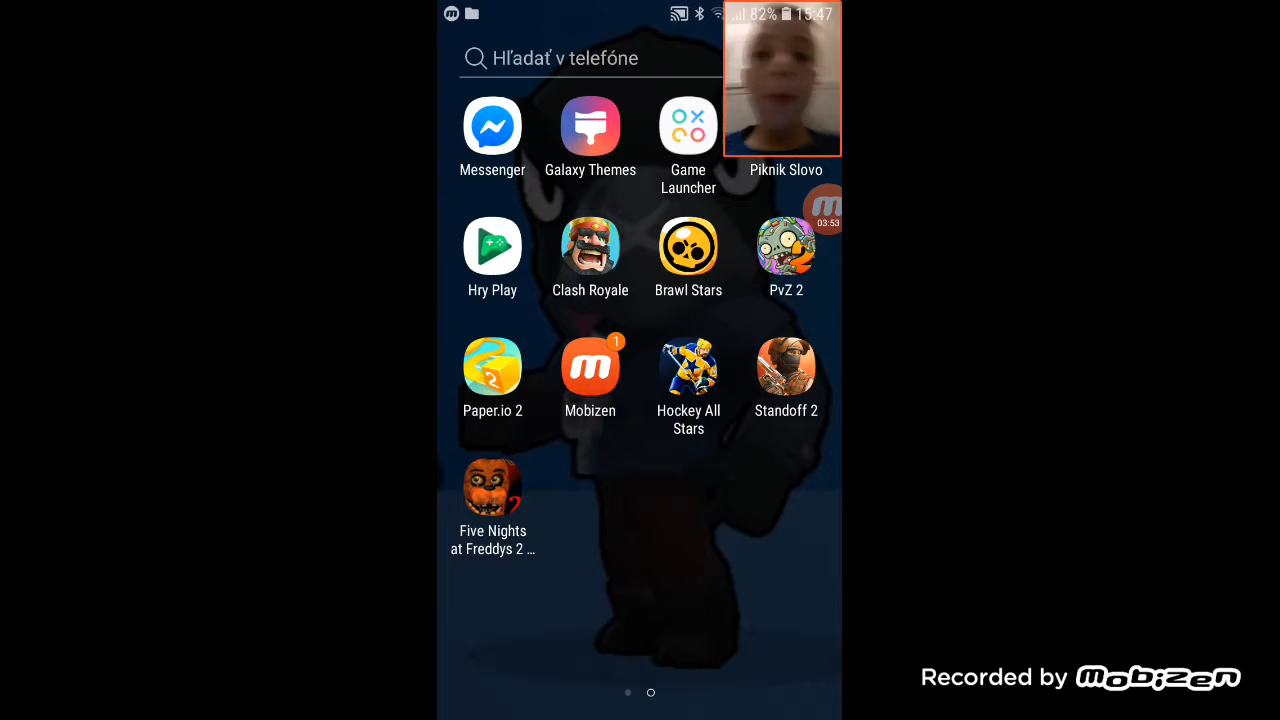 82% 15:47
Hľadať v telefóne
Messenger
Galaxy Themes
Game
Launcher
Piknik Slovo
03:53
Hry Play
Clash Royale
Brawl Stars
PvZ 2
2
Paper.io 2
1
Mobizen
Hockey All
Stars
Standoff 2
2
Five Nights
at Freddys 2 ...
Recorded by mobizen